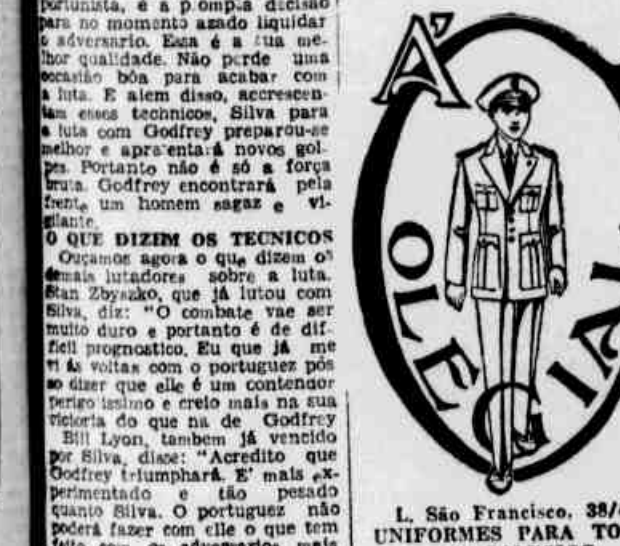 portunista, e a prompta decisão
para no momento azado liquidar
o adversario. Essa é a sua me-
lhor qualidade. Não perde uma
occasião bôa para acabar com
a luta. E alem disso, accrescen-
tam esses technicos, Silva para
a luta com Godfrey preparou-se
melhor e apresentará novos gol-
pes. Portanto não é só a força
bruta. Godfrey encontrará pela
frente um homem sagaz e vi-
gilante.
O QUE DIZIM OS TECNICOS
Ouçamos agora o que dizem os
demais lutadores sobre a luta.
Stan Zbyszko, que já lutou com
Silva, diz: "O combate vae ser
muito duro e portanto é de dif-
ficil prognostico. Eu que já me
vi ás voltas com o portuguez pós
so dizer que elle é um contendor
perigosissimo e creio mais na sua
victoria do que na de Godfrey
Bill Lyon, tambem já vencido
por Silva, disse: "Acredito que
Godfrey triumphará. E' mais ex-
perimentado e tão pesado
quanto Silva. O portuguez não
poderá fazer com elle o que tem
A'
OLEGIAL
L. São Francisco, 38/
UNIFORMES PARA TO